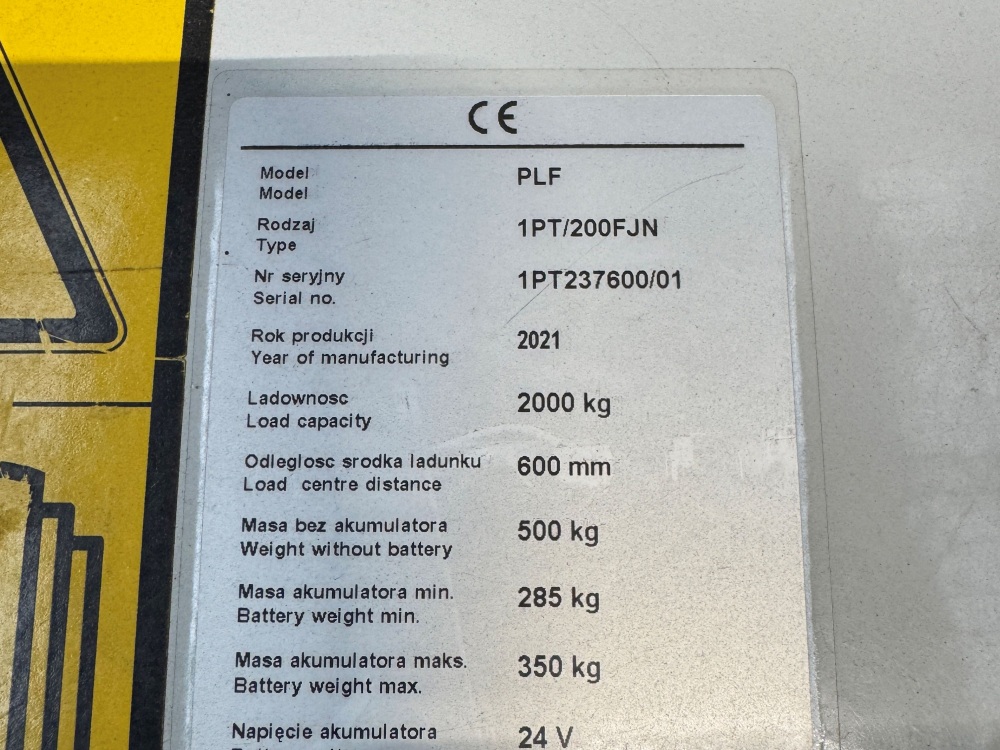 CE
Model PLF
Model
Rodzaj 1PT/200FJN
Type
Nr seryjny 1PT237600/01
Serial no.
Rok produkcji 2021
Year of manufacturing
Ladownosc 2000 kg
Load capacity
Odleglosc srodka ladunku 600 mm
Load centre distance
Masa bez akumulatora 500 kg
Weight without battery
Masa akumulatora min. 285 kg
Battery weight min.
Masa akumulatora maks. 350 kg
Battery weight max.
Napięcie akumulatora 24 V